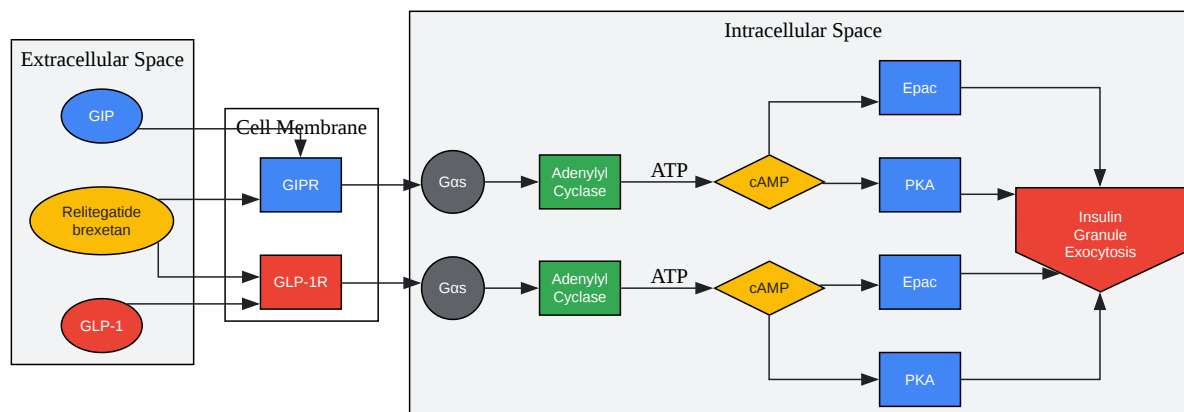 Intracellular Space
Extracellular Space
Cell Membrane
GIP
GIPR
Relitegatide
brexetan
GLP-1R
GLP-1
Gαs
Adenylyl
Cyclase
ATP
cAMP
Epac
PKA
Gαs
Adenylyl
Cyclase
ATP
cAMP
Epac
PKA
Insulin
Granule
Exocytosis